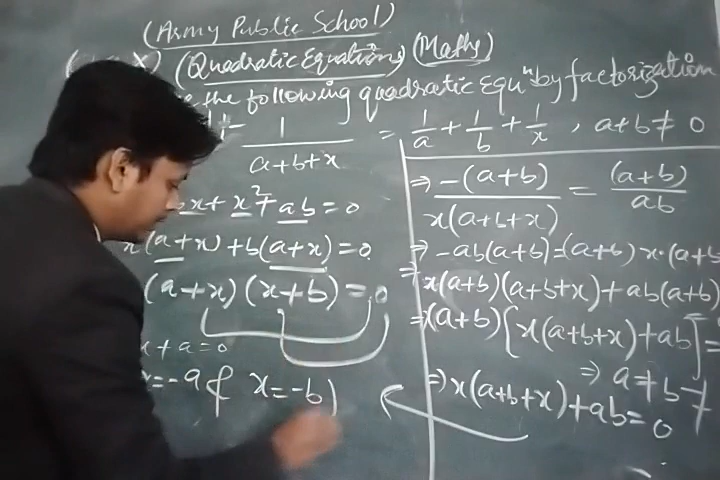 (Army Public School)
X) (Quadratic Equations) (Maths)
the following quadratic Equⁿ by factorization
1 / (a+b+x) = 1/a + 1/b + 1/x , a+b ≠ 0
x + x² + ab = 0
(a+x) + b(a+x) = 0
(a+x)(x+b) = 0
x + a = 0
= -a & x = -b)
⇒ -(a+b) / x(a+b+x) = (a+b) / ab
⇒ -ab(a+b) = (a+b) x·(a+b
⇒ x(a+b)(a+b+x) + ab(a+b)
⇒ (a+b)[x(a+b+x)+ab] =
⇒ a+b ≠
⇒ x(a+b+x)+ab = 0